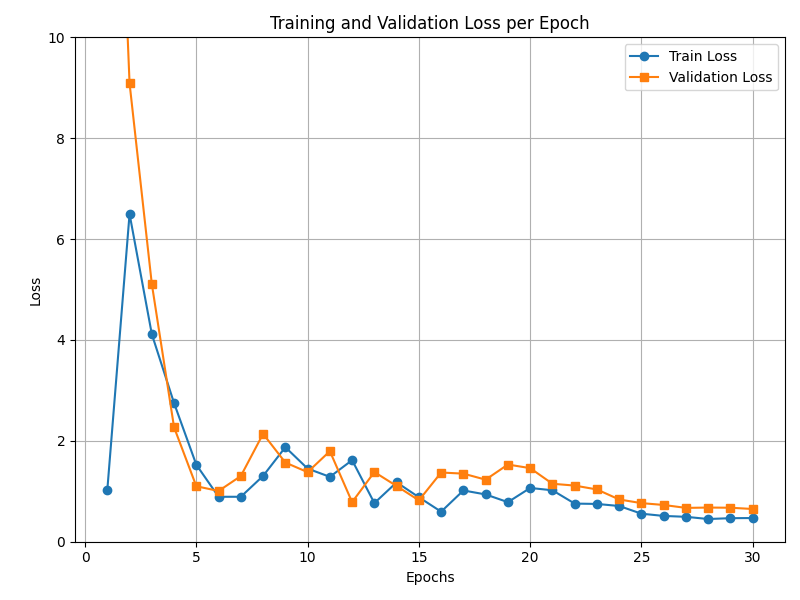 Training and Validation Loss per Epoch
Train Loss
Validation Loss
Loss
10
8
6
4
2
0
0 5 10 15 20 25 30
Epochs